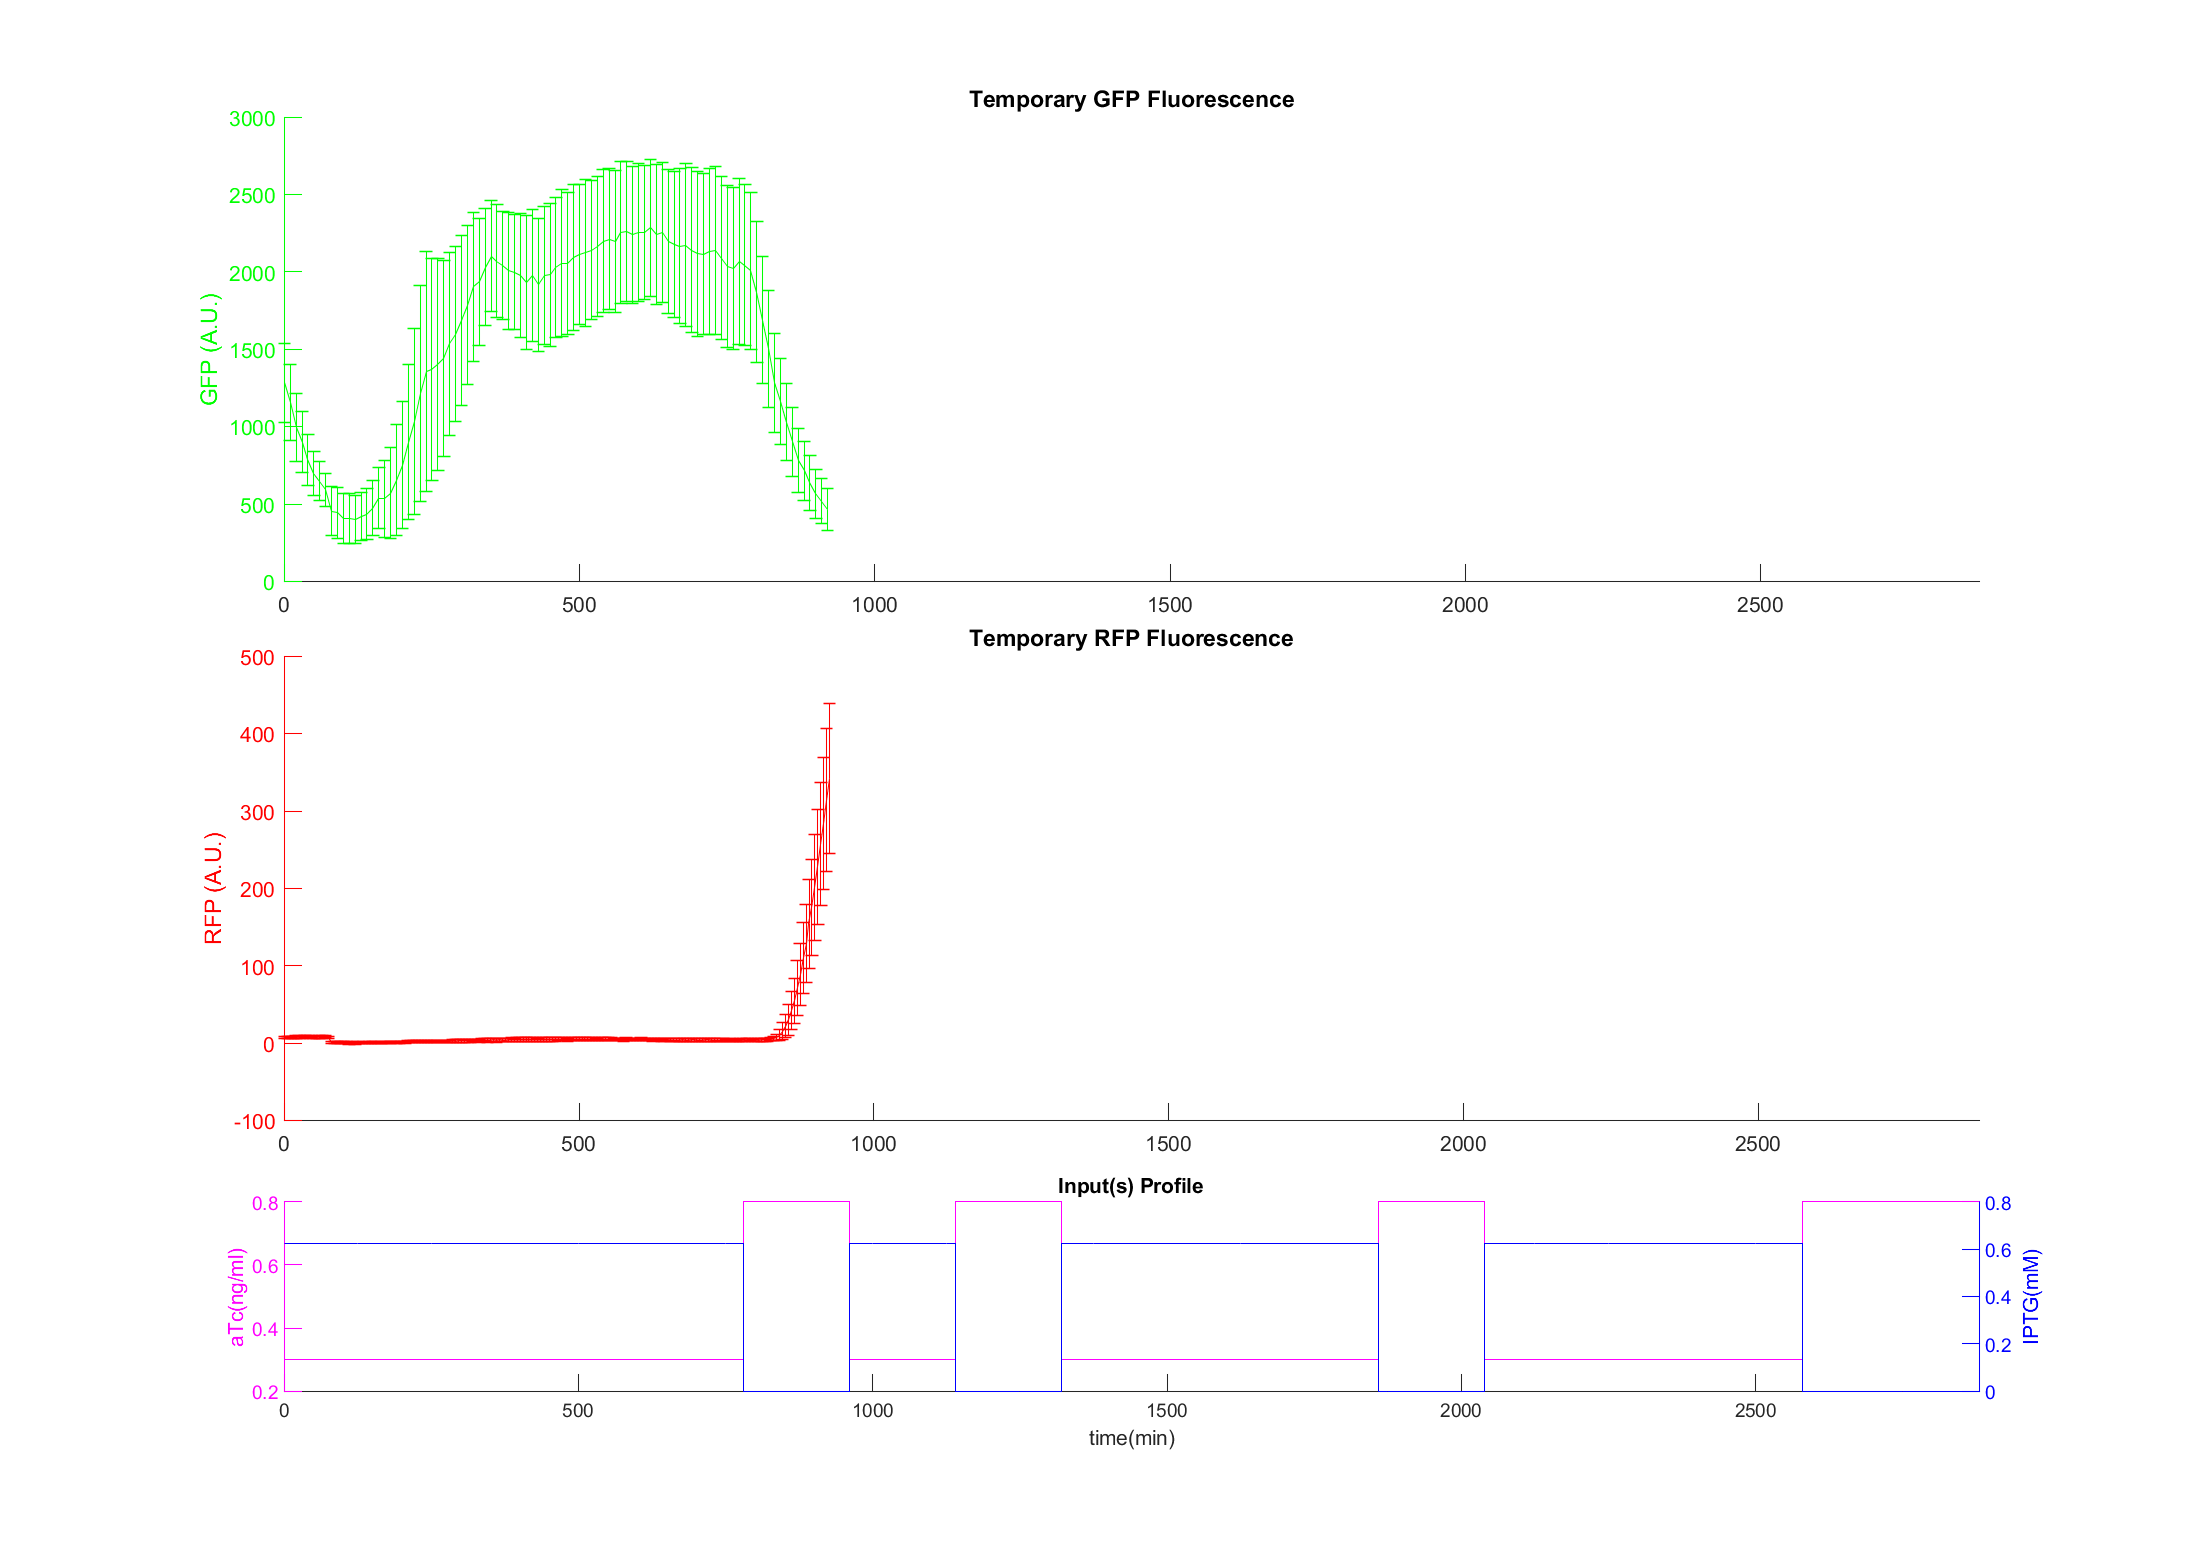 Temporary GFP Fluorescence
3000
2500
2000
1500
1000
500
0
GFP (A.U.)
0 500 1000 1500 2000 2500
Temporary RFP Fluorescence
500
400
300
200
100
0
-100
RFP (A.U.)
0 500 1000 1500 2000 2500
Input(s) Profile
0.8
0.6
0.4
0.2
aTc(ng/ml)
0.8
0.6
0.4
0.2
0
IPTG(mM)
0 500 1000 1500 2000 2500
time(min)